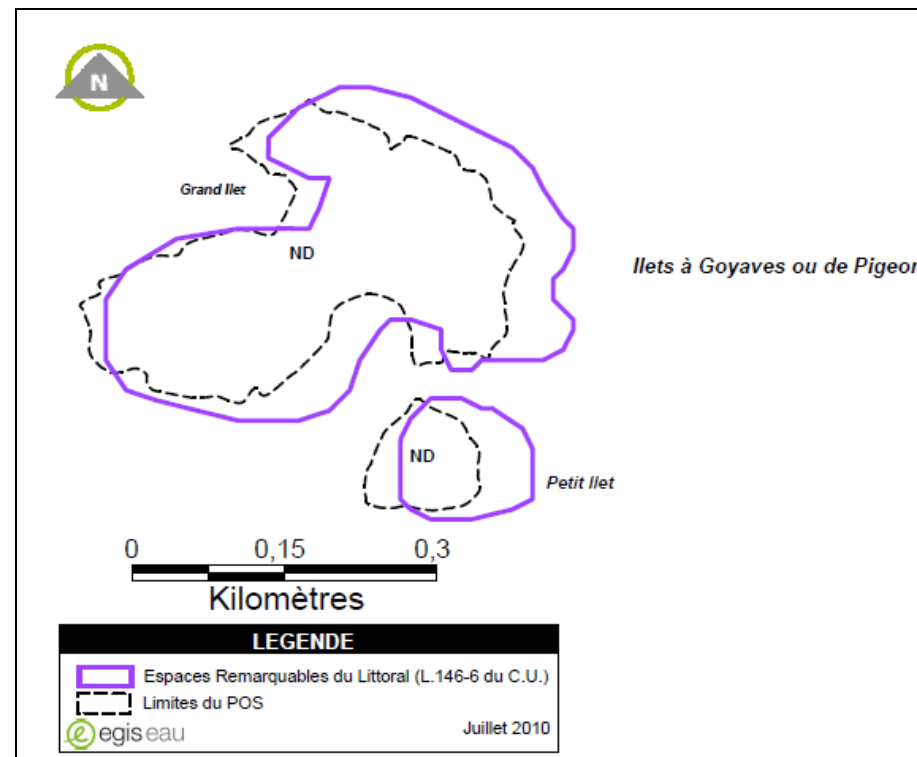 N
Grand Ilet
ND
Ilets à Goyaves ou de Pigeon
ND
Petit Ilet
0 0,15 0,3
Kilomètres
LEGENDE
Espaces Remarquables du Littoral (L.146-6 du C.U.)
Limites du POS
e egis eau Juillet 2010